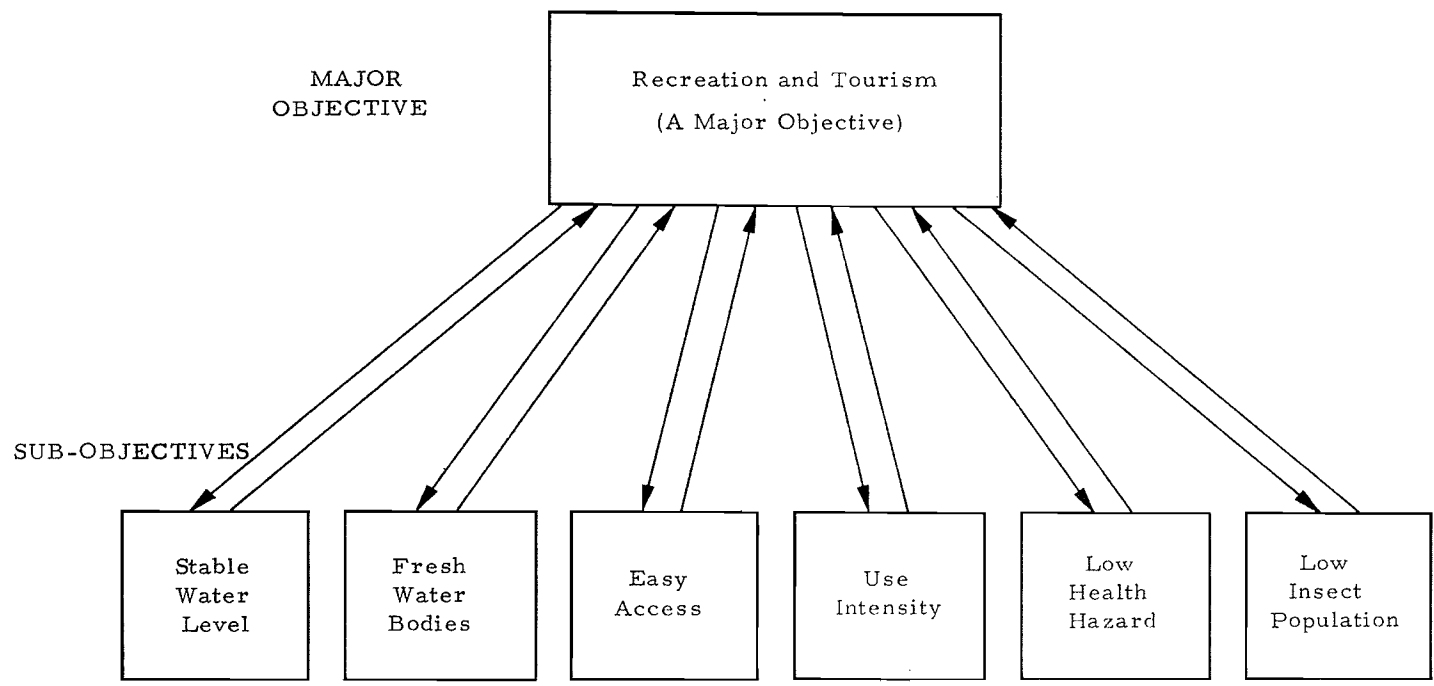 MAJOR
OBJECTIVE
Recreation and Tourism
(A Major Objective)
SUB-OBJECTIVES
Stable
Water
Level
Fresh
Water
Bodies
Easy
Access
Use
Intensity
Low
Health
Hazard
Low
Insect
Population